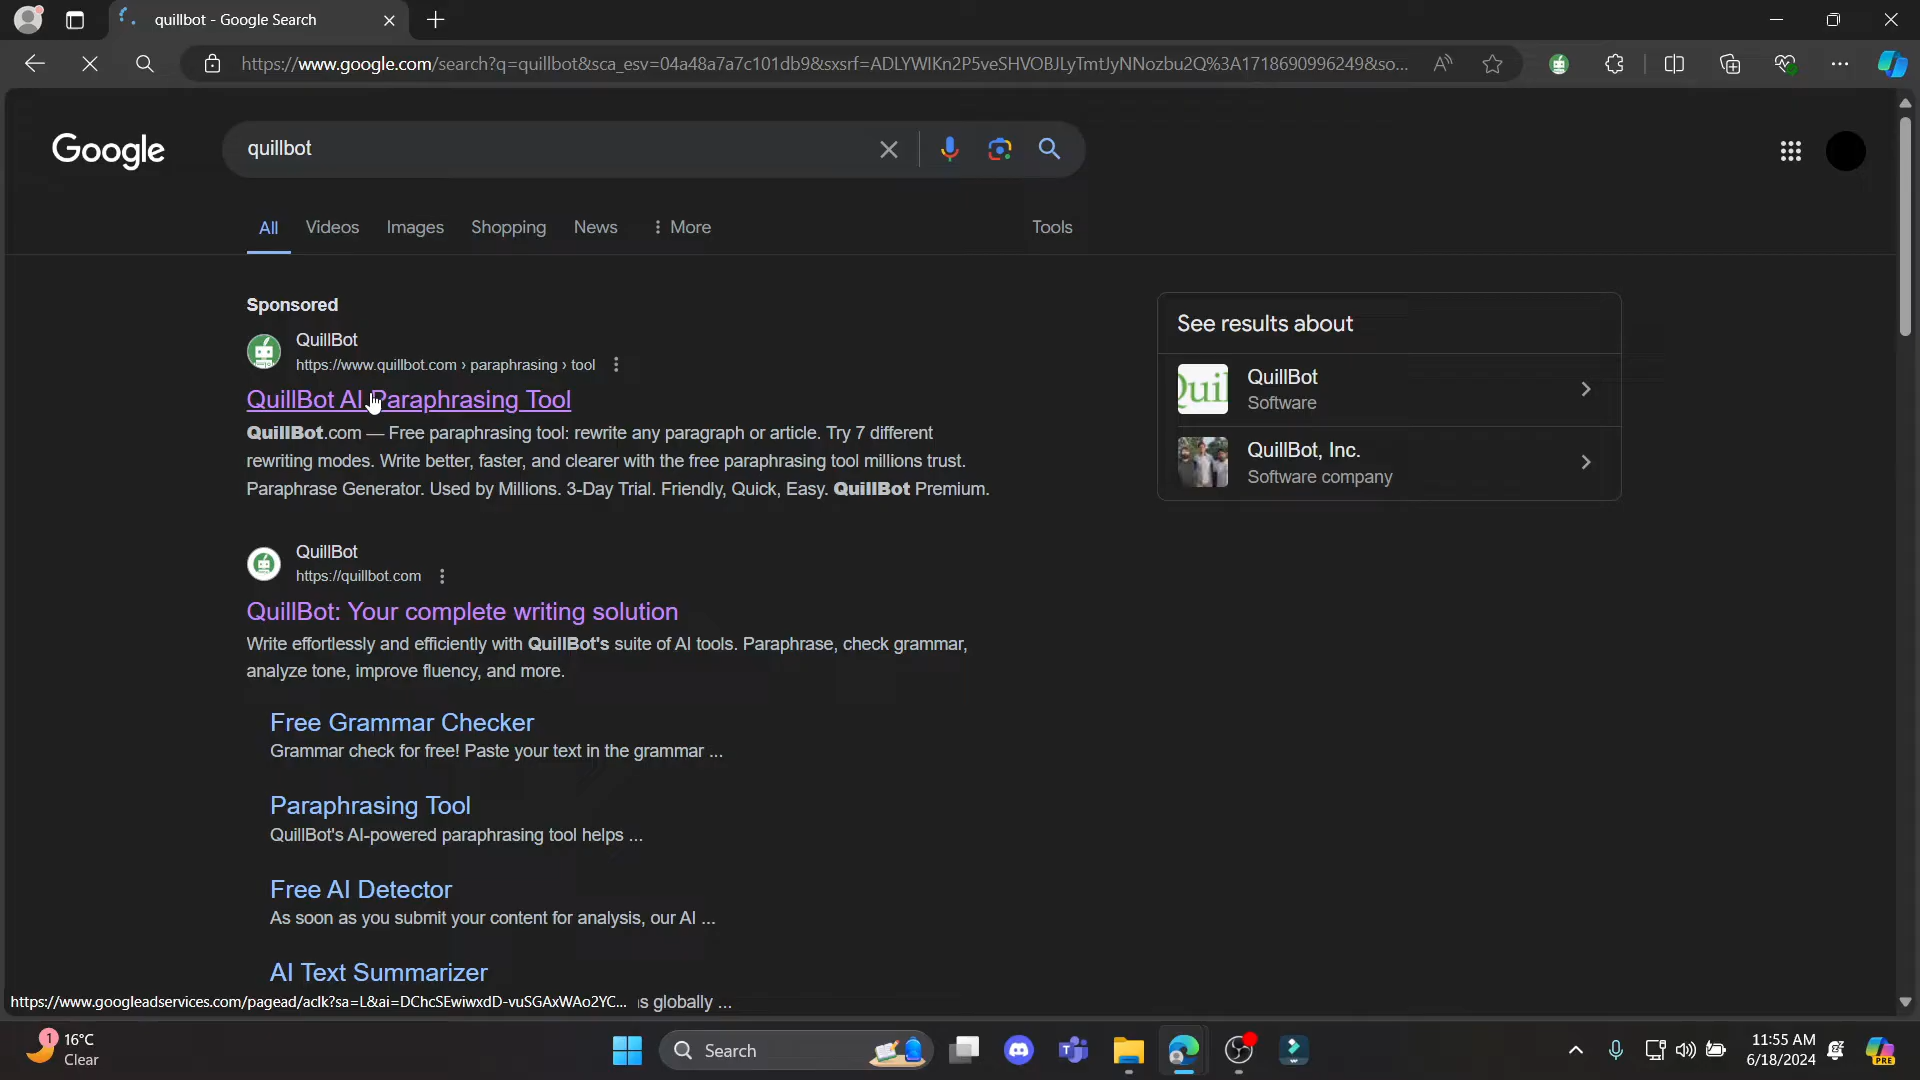 quillbot - Google Search
https://www.google.com/search?q=quillbot&sca_esv=04a48a7a7c101db9&sxsrf=ADLYWIKn2P5veSHVOBJLyTmtJyNNozbu2Q%3A1718690996249&so...
Google
quillbot
All Videos Images Shopping News More Tools
Sponsored
QuillBot
https://www.quillbot.com › paraphrasing › tool
QuillBot AI Paraphrasing Tool
QuillBot.com — Free paraphrasing tool: rewrite any paragraph or article. Try 7 different
rewriting modes. Write better, faster, and clearer with the free paraphrasing tool millions trust.
Paraphrase Generator. Used by Millions. 3-Day Trial. Friendly, Quick, Easy. QuillBot Premium.
See results about
Quil
QuillBot
Software
QuillBot, Inc.
Software company
QuillBot
https://quillbot.com
QuillBot: Your complete writing solution
Write effortlessly and efficiently with QuillBot's suite of AI tools. Paraphrase, check grammar,
analyze tone, improve fluency, and more.
Free Grammar Checker
Grammar check for free! Paste your text in the grammar ...
Paraphrasing Tool
QuillBot's AI-powered paraphrasing tool helps ...
Free AI Detector
As soon as you submit your content for analysis, our AI ...
AI Text Summarizer
https://www.googleadservices.com/pagead/aclk?sa=L&ai=DChcSEwiwxdD-vuSGAxWAo2YC... is globally ...
1
16°C
Clear
Search
PRE
11:55 AM
6/18/2024